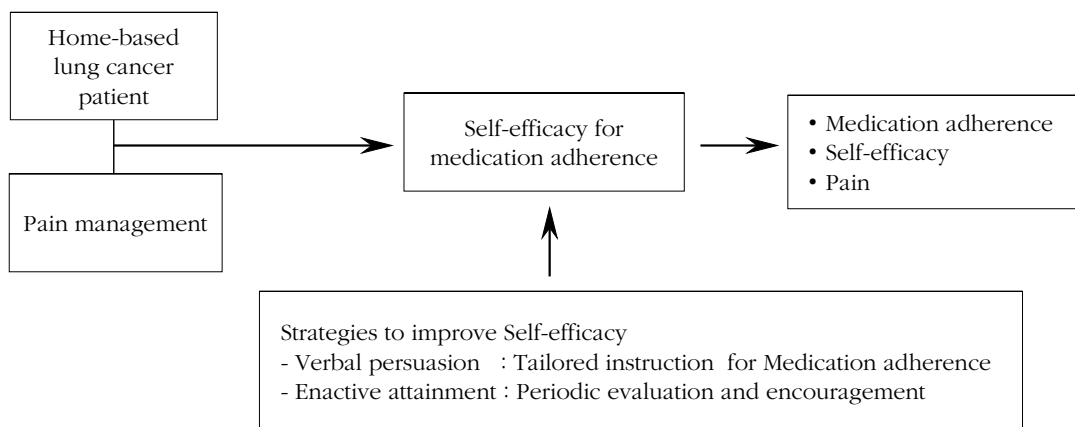 Home-based
lung cancer
patient
Pain management
Self-efficacy for
medication adherence
• Medication adherence
• Self-efficacy
• Pain
Strategies to improve Self-efficacy
- Verbal persuasion : Tailored instruction for Medication adherence
- Enactive attainment : Periodic evaluation and encouragement